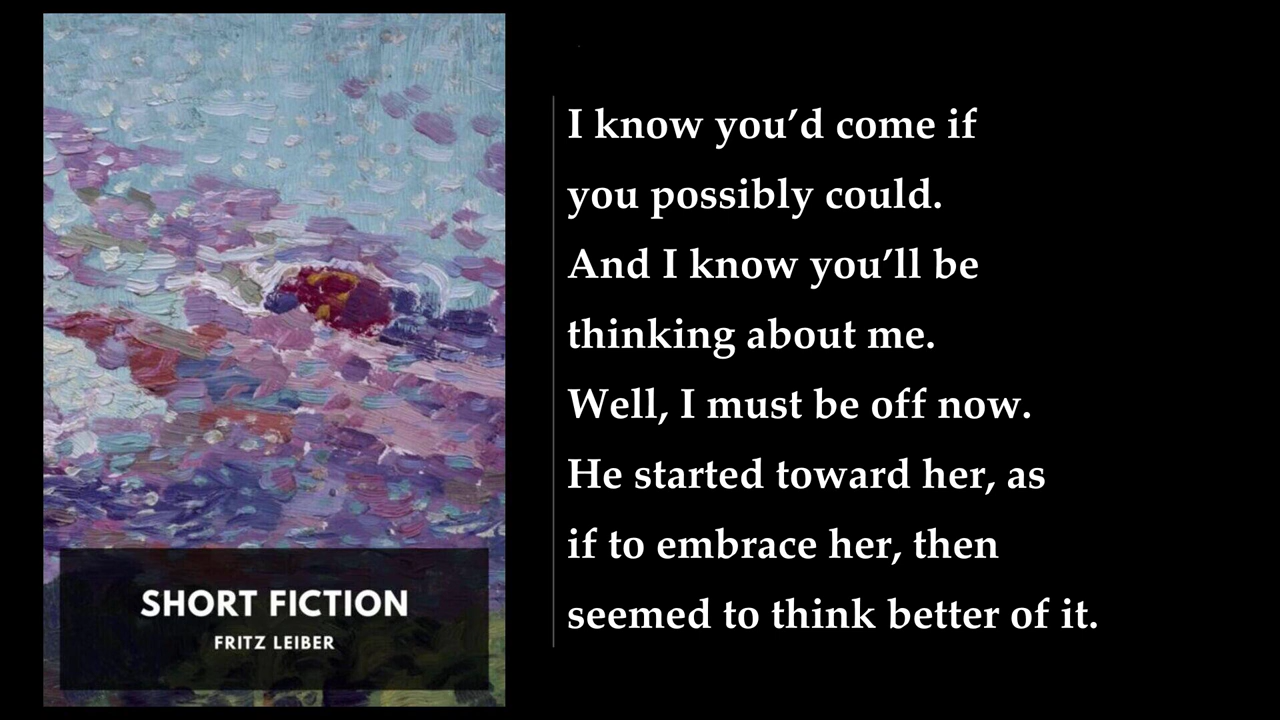 SHORT FICTION
FRITZ LEIBER
I know you’d come if
you possibly could.
And I know you’ll be
thinking about me.
Well, I must be off now.
He started toward her, as
if to embrace her, then
seemed to think better of it.